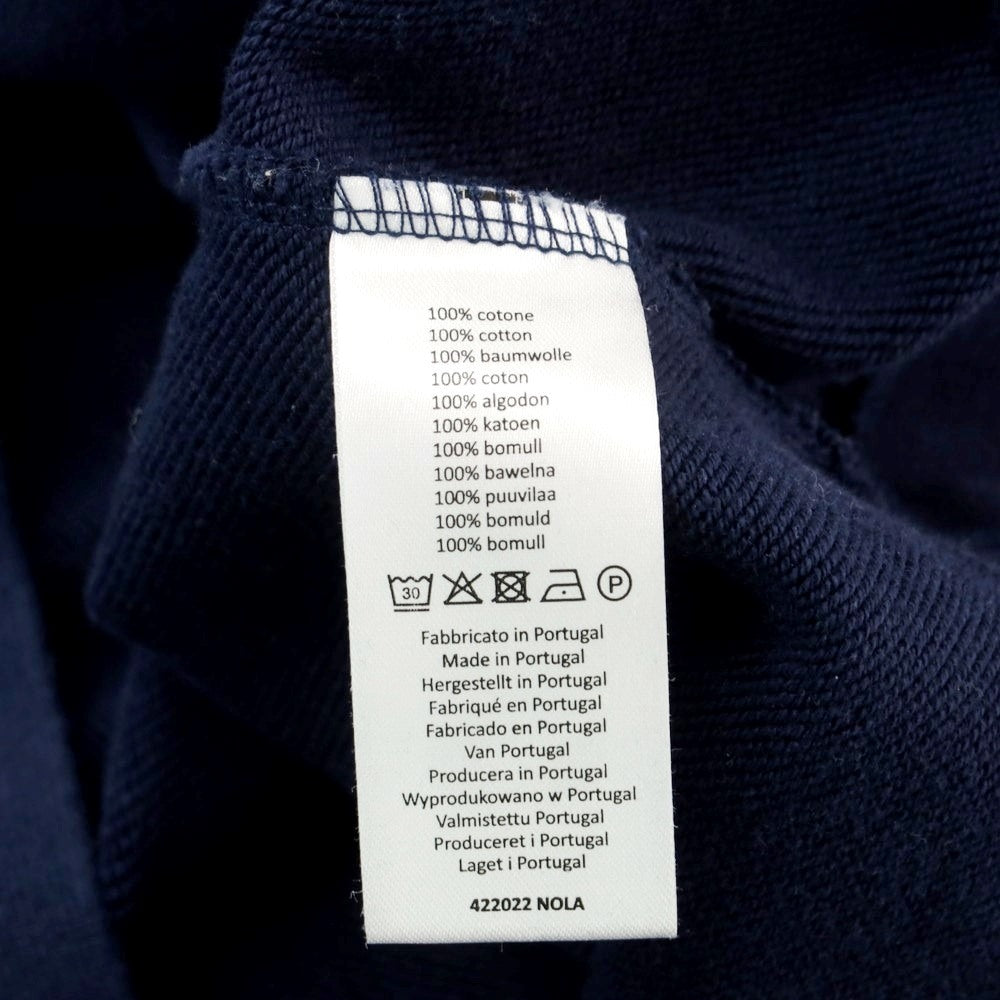 100% cotone
100% cotton
100% baumwolle
100% coton
100% algodon
100% katoen
100% bomull
100% bawelna
100% puuvilaa
100% bomuld
100% bomull
30 P
Fabbricato in Portugal
Made in Portugal
Hergestellt in Portugal
Fabriqué en Portugal
Fabricado en Portugal
Van Portugal
Producera in Portugal
Wyprodukowano w Portugal
Valmistettu Portugal
Produceret i Portugal
Laget i Portugal
422022 NOLA